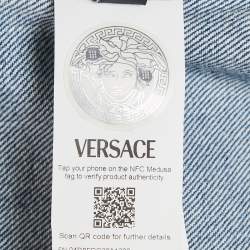 VERSACE
Tap your phone on the NFC Medusa
tag to verify product authenticity.
Scan QR code for further details